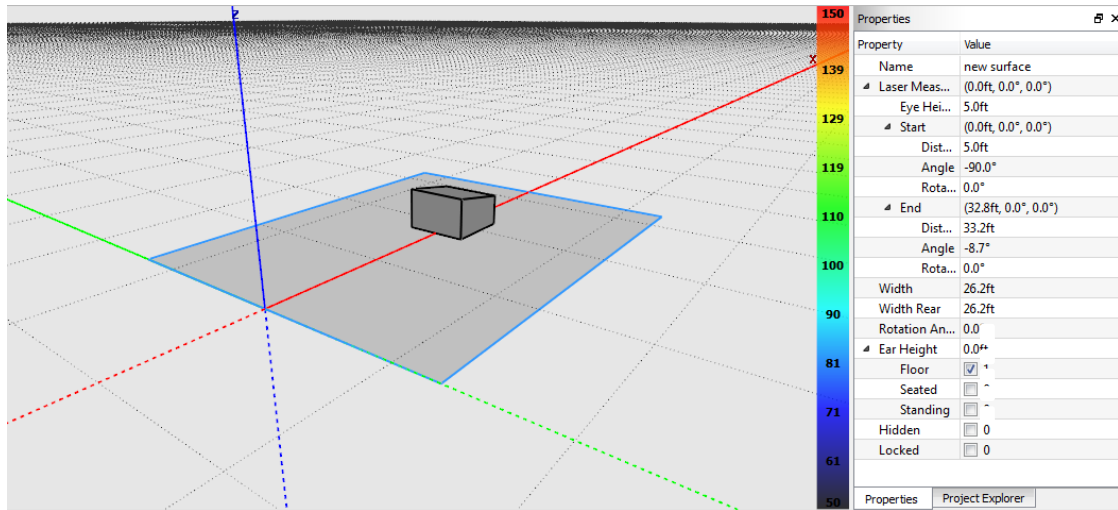 z
X
150
139
129
119
110
100
90
81
71
61
50
Properties
Property Value
Name new surface
Laser Meas... (0.0ft, 0.0°, 0.0°)
Eye Hei... 5.0ft
Start (0.0ft, 0.0°, 0.0°)
Dist... 5.0ft
Angle -90.0°
Rota... 0.0°
End (32.8ft, 0.0°, 0.0°)
Dist... 33.2ft
Angle -8.7°
Rota... 0.0°
Width 26.2ft
Width Rear 26.2ft
Rotation An... 0.0
Ear Height 0.0ft
Floor
Seated
Standing
Hidden 0
Locked 0
Properties Project Explorer